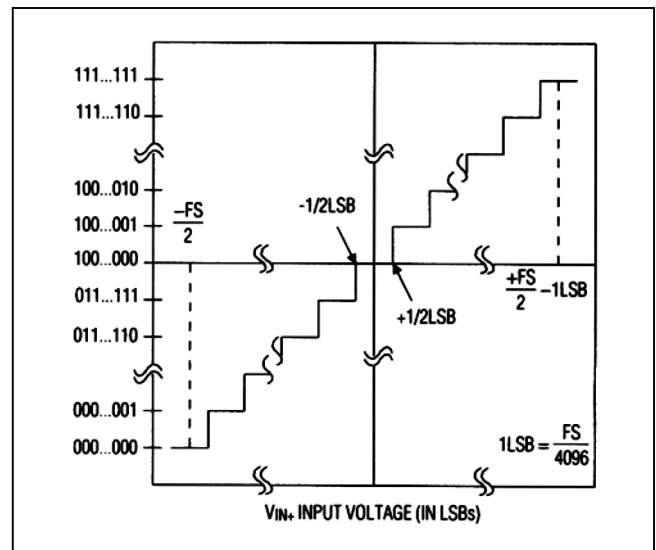 111...111
111...110
100...010
100...001
100...000
011...111
011...110
000...001
000...000
–FS
2
-1/2LSB
+1/2LSB
+FS
2
–1LSB
1LSB = FS
4096
VIN+ INPUT VOLTAGE (IN LSBs)